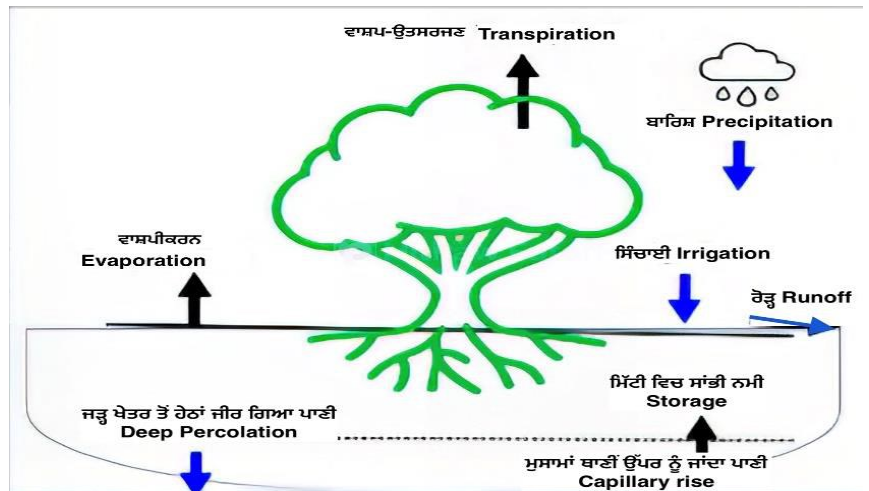 ਵਾਸ਼ਪ-ਉਤਸਰਜਣ Transpiration
ਬਾਰਿਸ਼ Precipitation
ਵਾਸ਼ਪੀਕਰਨ
Evaporation
ਸਿੰਚਾਈ Irrigation
ਰੋੜ੍ਹ Runoff
ਮਿੱਟੀ ਵਿਚ ਸਾਂਭੀ ਨਮੀ
Storage
ਜੜ੍ਹ ਖੇਤਰ ਤੋਂ ਹੇਠਾਂ ਜੀਰ ਗਿਆ ਪਾਣੀ
Deep Percolation
ਮੁਸਾਮਾਂ ਥਾਣੀਂ ਉੱਪਰ ਨੂੰ ਜਾਂਦਾ ਪਾਣੀ
Capillary rise